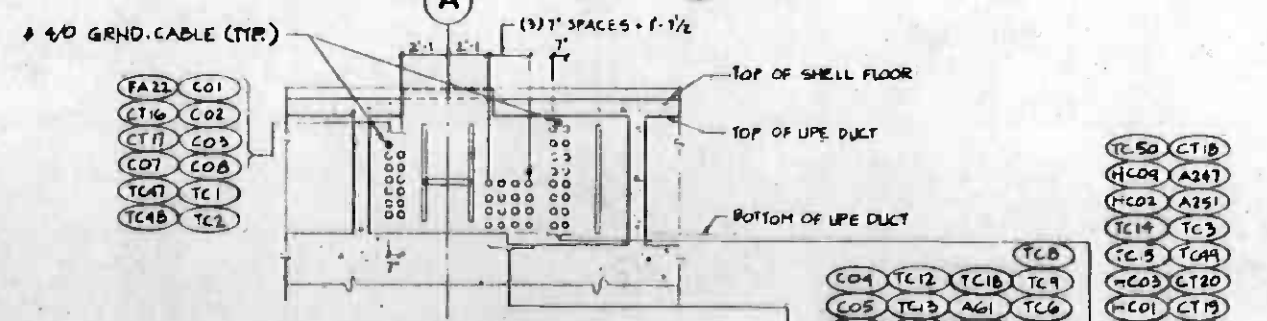 A
# 4/0 GRND. CABLE (TYP.)
(3) 7" SPACES = 1'-9 1/2
2'-1 2'-1 7"
TOP OF SHELL FLOOR
TOP OF UPE DUCT
BOTTOM OF UPE DUCT
7"
FA22 C01
CT16 C02
CT17 C03
C07 C08
TC47 TC1
TC48 TC2
TC8
C04 TC12 TC18 TC9
C05 TC13 A61 TC6
TC50 CT18
HC09 A247
HC02 A251
TC14 TC3
TC15 TC49
HC03 CT20
HC01 CT19